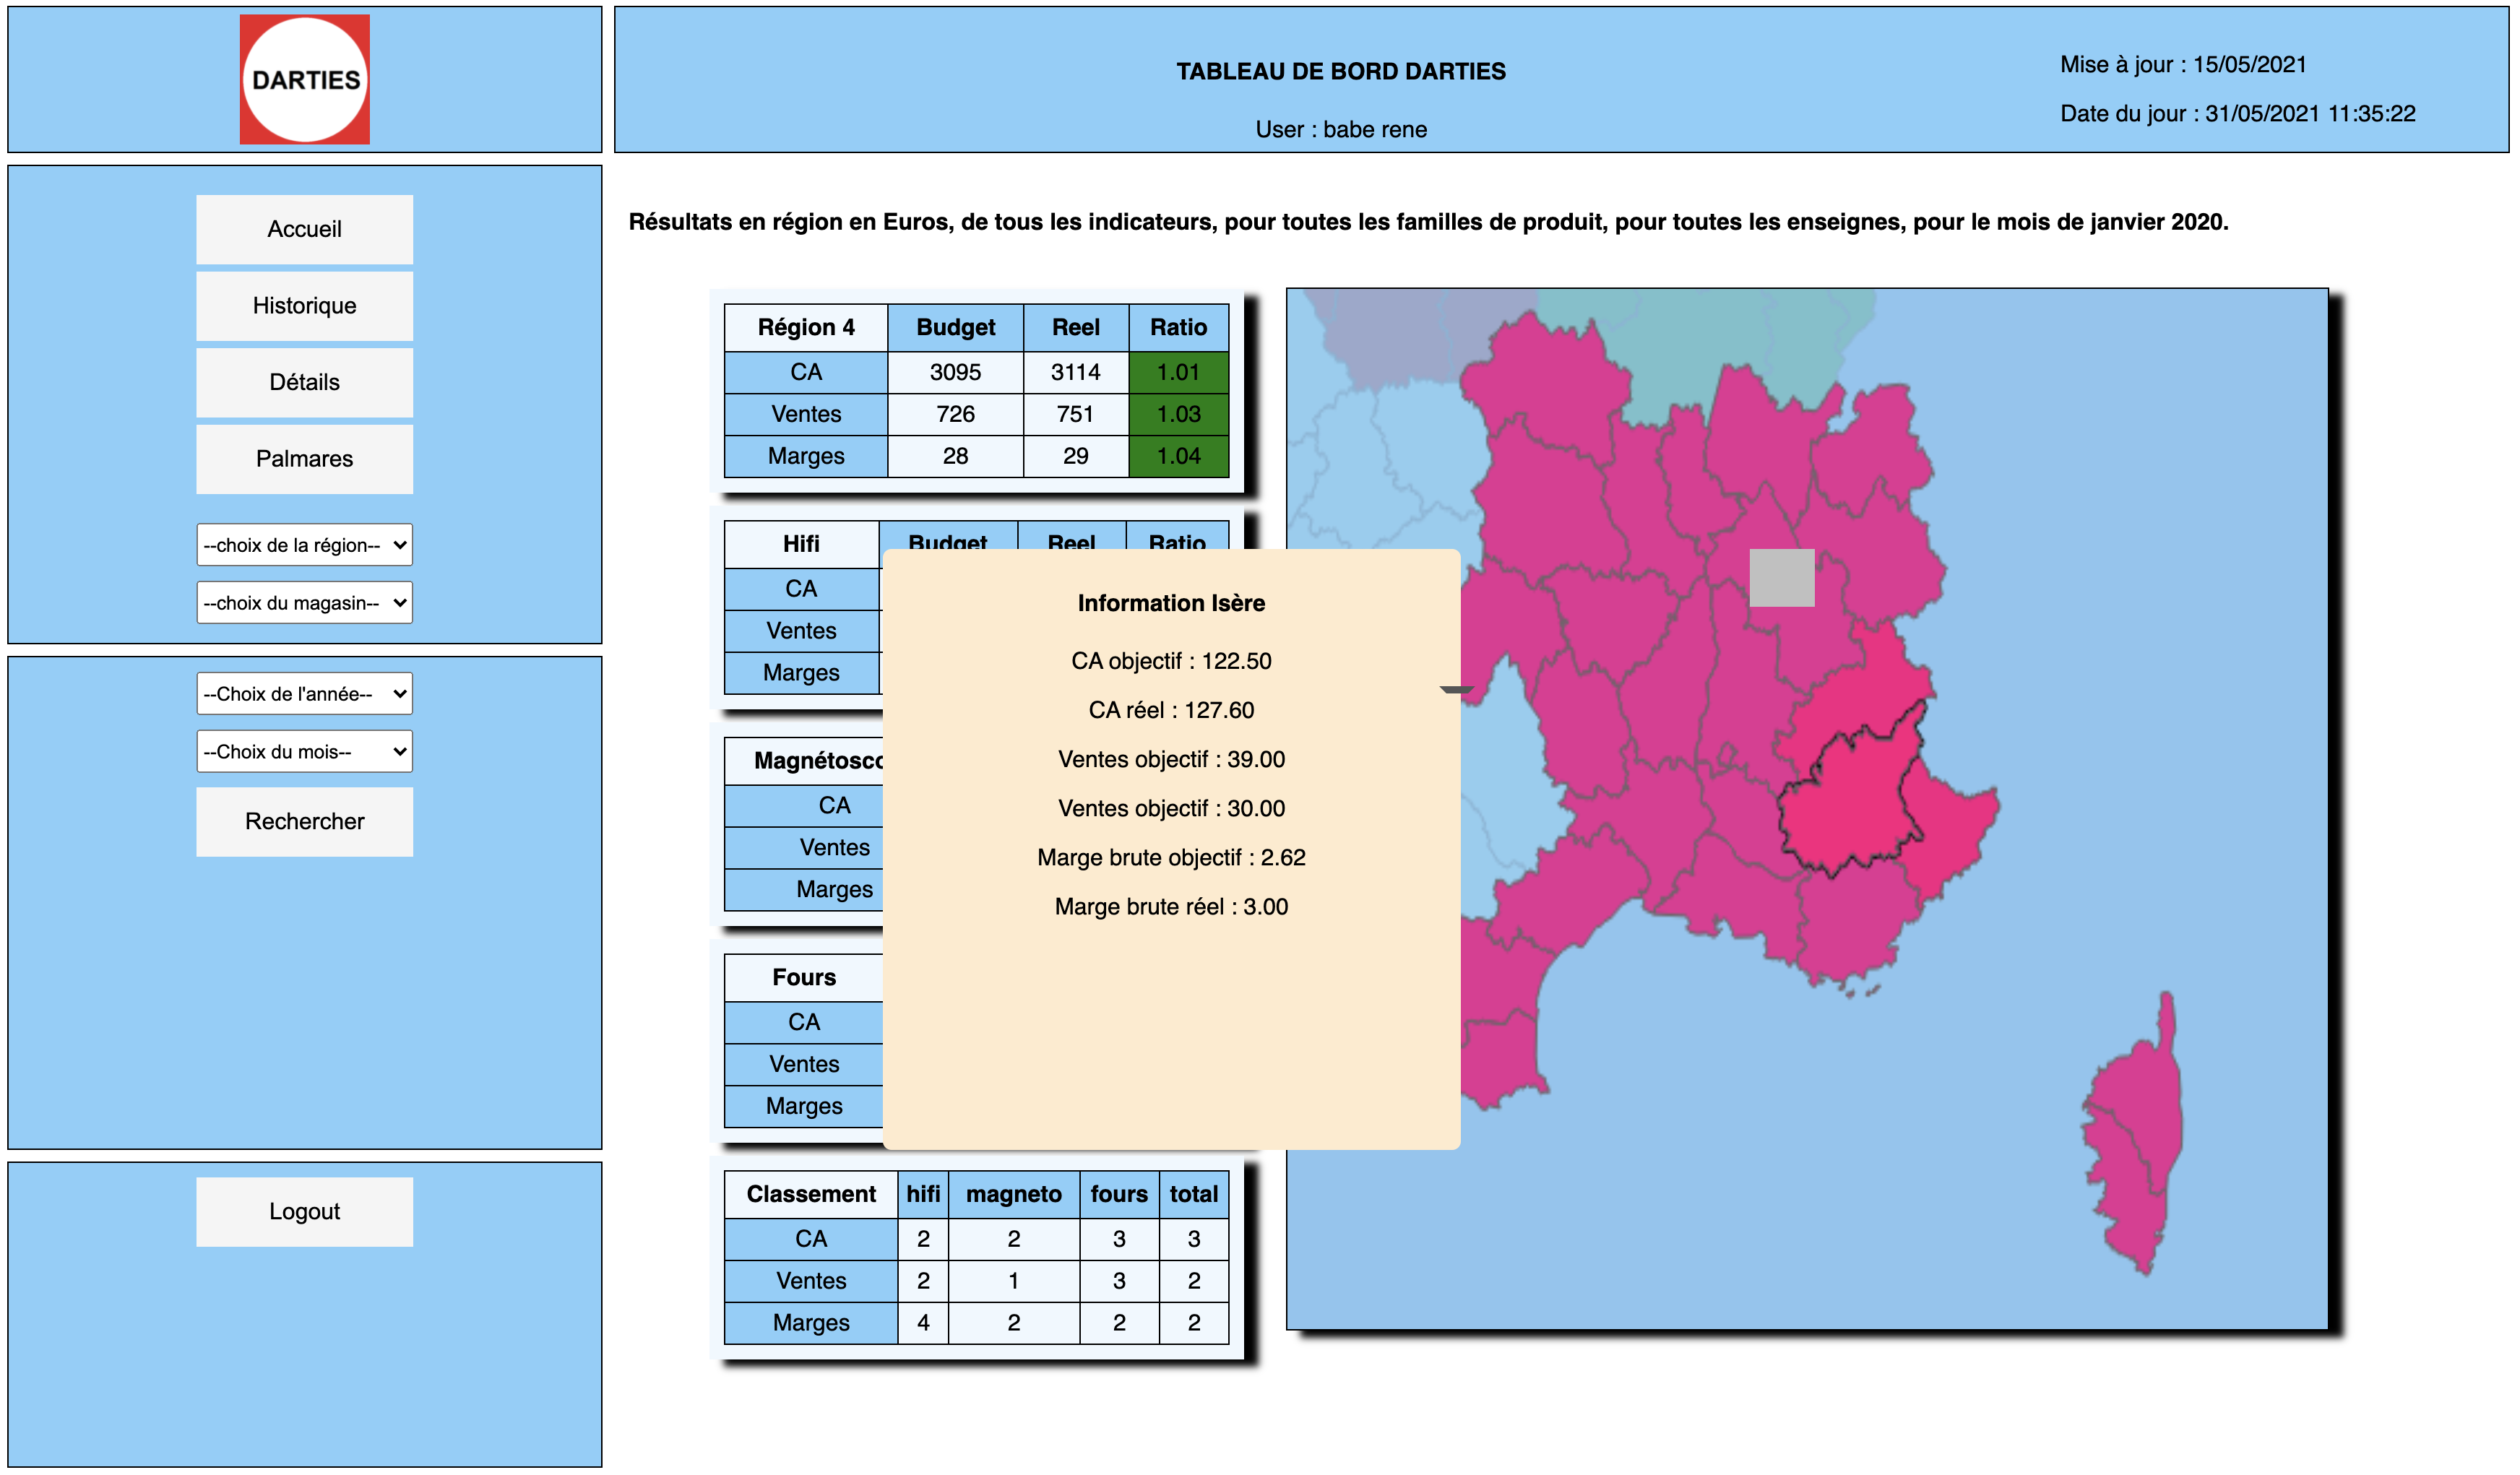 DARTIES
TABLEAU DE BORD DARTIES
User : babe rene
Mise à jour : 15/05/2021
Date du jour : 31/05/2021 11:35:22
Accueil
Historique
Détails
Palmares
--choix de la région--
--choix du magasin--
--Choix de l'année--
--Choix du mois--
Rechercher
Logout
Résultats en région en Euros, de tous les indicateurs, pour toutes les familles de produit, pour toutes les enseignes, pour le mois de janvier 2020.
Région 4 Budget Reel Ratio
CA 3095 3114 1.01
Ventes 726 751 1.03
Marges 28 29 1.04
Hifi Budget Reel Ratio
CA
Ventes
Marges
Magnétosco
CA
Ventes
Marges
Fours
CA
Ventes
Marges
Information Isère
CA objectif : 122.50
CA réel : 127.60
Ventes objectif : 39.00
Ventes objectif : 30.00
Marge brute objectif : 2.62
Marge brute réel : 3.00
Classement hifi magneto fours total
CA 2 2 3 3
Ventes 2 1 3 2
Marges 4 2 2 2